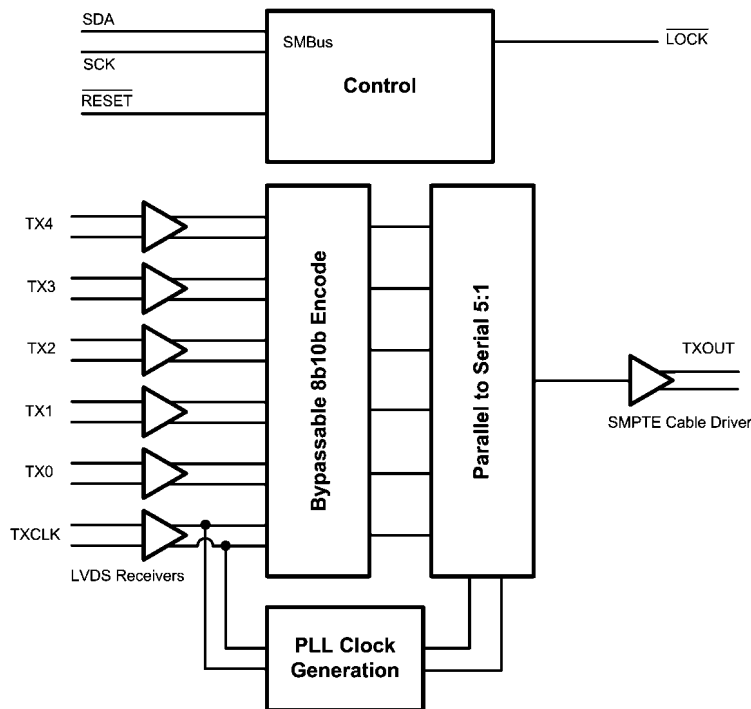 SDA
SMBus
SCK
LOCK
Control
RESET
TX4
TX3
TX2
TX1
TX0
TXCLK
LVDS Receivers
Bypassable 8b10b Encode
Parallel to Serial 5:1
TXOUT
SMPTE Cable Driver
PLL Clock
Generation